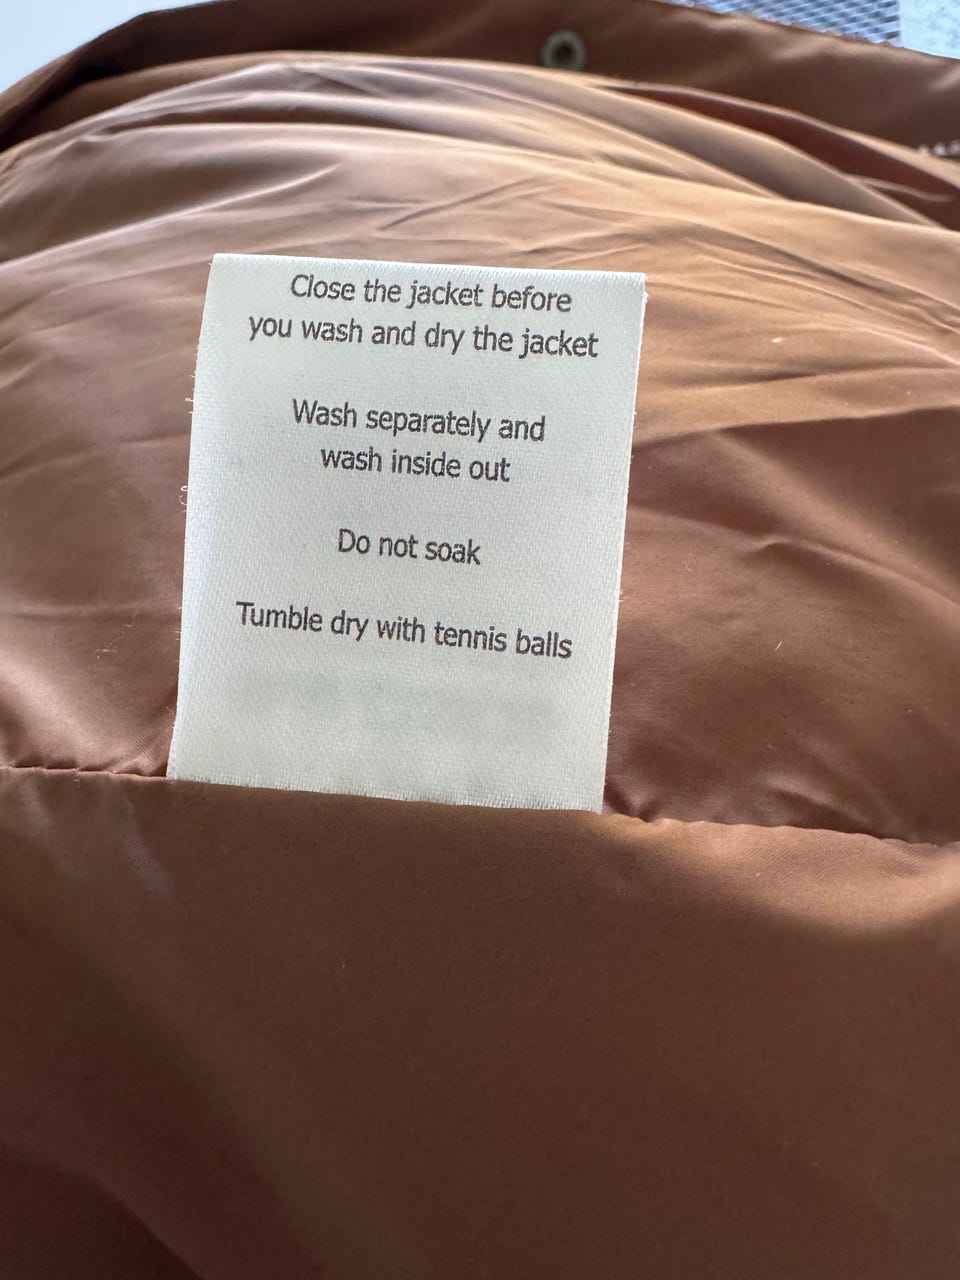 Close the jacket before
you wash and dry the jacket
Wash separately and
wash inside out
Do not soak
Tumble dry with tennis balls